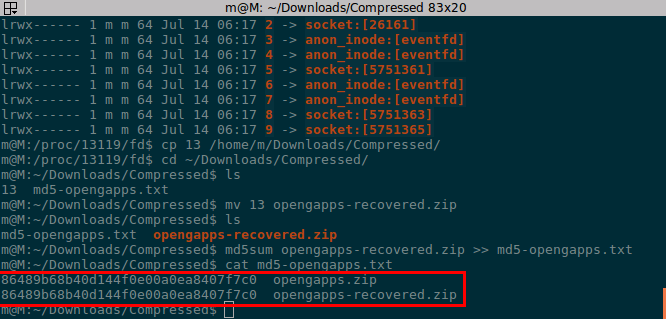 m@M: ~/Downloads/Compressed 83x20
lrwx------ 1 m m 64 Jul 14 06:17 2 -> socket:[26161]
lrwx------ 1 m m 64 Jul 14 06:17 3 -> anon_inode:[eventfd]
lrwx------ 1 m m 64 Jul 14 06:17 4 -> anon_inode:[eventfd]
lrwx------ 1 m m 64 Jul 14 06:17 5 -> socket:[5751361]
lrwx------ 1 m m 64 Jul 14 06:17 6 -> anon_inode:[eventfd]
lrwx------ 1 m m 64 Jul 14 06:17 7 -> anon_inode:[eventfd]
lrwx------ 1 m m 64 Jul 14 06:17 8 -> socket:[5751363]
lrwx------ 1 m m 64 Jul 14 06:17 9 -> socket:[5751365]
m@M:/proc/13119/fd$ cp 13 /home/m/Downloads/Compressed/
m@M:/proc/13119/fd$ cd ~/Downloads/Compressed/
m@M:~/Downloads/Compressed$ ls
13  md5-opengapps.txt
m@M:~/Downloads/Compressed$ mv 13 opengapps-recovered.zip
m@M:~/Downloads/Compressed$ ls
md5-opengapps.txt  opengapps-recovered.zip
m@M:~/Downloads/Compressed$ md5sum opengapps-recovered.zip >> md5-opengapps.txt
m@M:~/Downloads/Compressed$ cat md5-opengapps.txt
86489b68b40d144f0e00a0ea8407f7c0  opengapps.zip
86489b68b40d144f0e00a0ea8407f7c0  opengapps-recovered.zip
m@M:~/Downloads/Compressed$